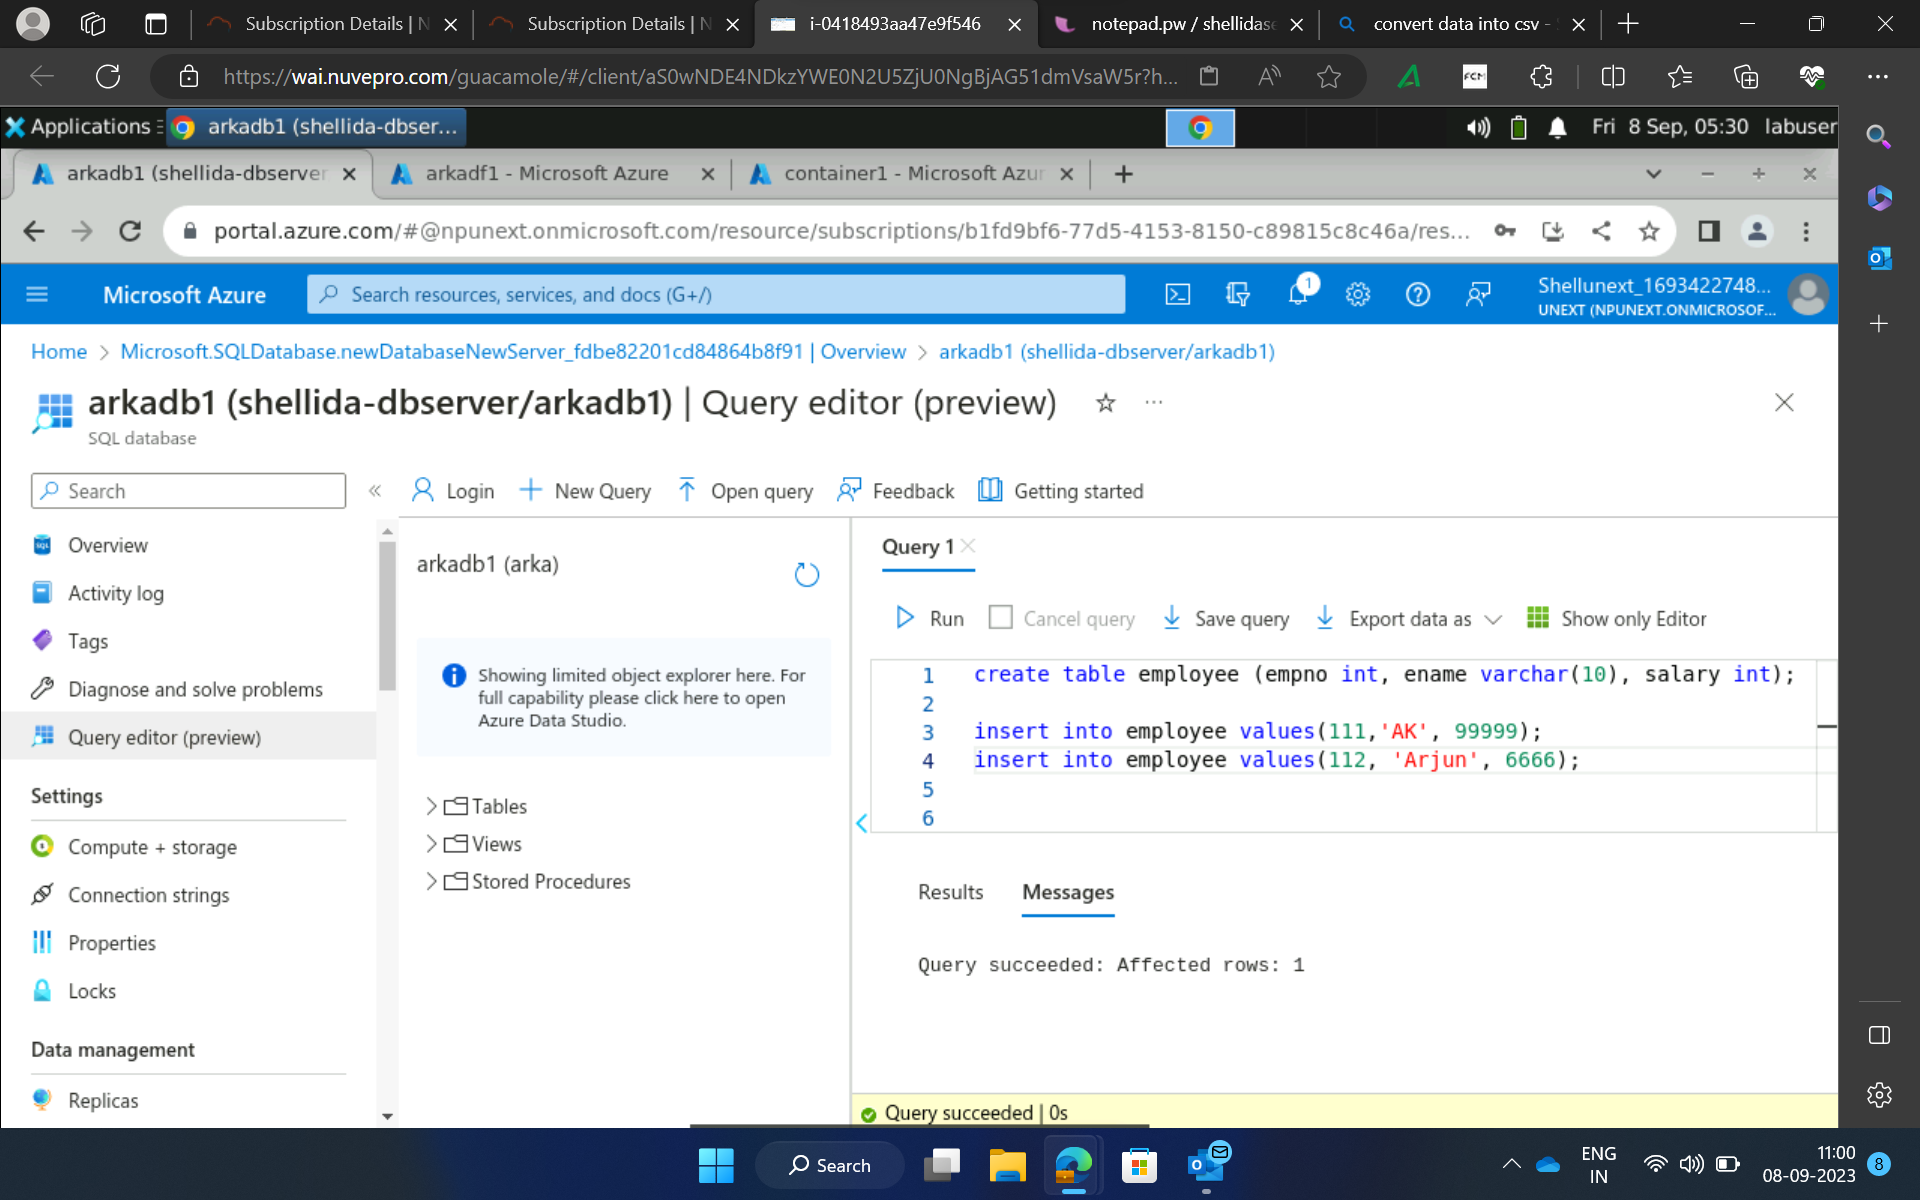 Subscription Details | N
Subscription Details | N
i-0418493aa47e9f546
notepad.pw / shellidase
convert data into csv -
https://wai.nuvepro.com/guacamole/#/client/aS0wNDE4NDkzYWE0N2U5ZjU0NgBjAG51dmVsaW5r?h...
FCM
Applications
arkadb1 (shellida-dbser...
Fri 8 Sep, 05:30 labuser
arkadb1 (shellida-dbserver
arkadf1 - Microsoft Azure
container1 - Microsoft Azur
portal.azure.com/#@npunext.onmicrosoft.com/resource/subscriptions/b1fd9bf6-77d5-4153-8150-c89815c8c46a/res...
Microsoft Azure
Search resources, services, and docs (G+/)
1
Shellunext_1693422748...
UNEXT (NPUNEXT.ONMICROSOF...
Home > Microsoft.SQLDatabase.newDatabaseNewServer_fdbe82201cd84864b8f91 | Overview > arkadb1 (shellida-dbserver/arkadb1)
arkadb1 (shellida-dbserver/arkadb1) | Query editor (preview)
SQL database
Search
Login
New Query
Open query
Feedback
Getting started
Overview
Activity log
Tags
Diagnose and solve problems
Query editor (preview)
Settings
Compute + storage
Connection strings
Properties
Locks
Data management
Replicas
arkadb1 (arka)
Showing limited object explorer here. For
full capability please click here to open
Azure Data Studio.
Tables
Views
Stored Procedures
Query 1
Run
Cancel query
Save query
Export data as
Show only Editor
1 create table employee (empno int, ename varchar(10), salary int);
2
3 insert into employee values(111,'AK', 99999);
4 insert into employee values(112, 'Arjun', 6666);
5
6
Results
Messages
Query succeeded: Affected rows: 1
Query succeeded | 0s
Search
ENG
IN
11:00
08-09-2023
8